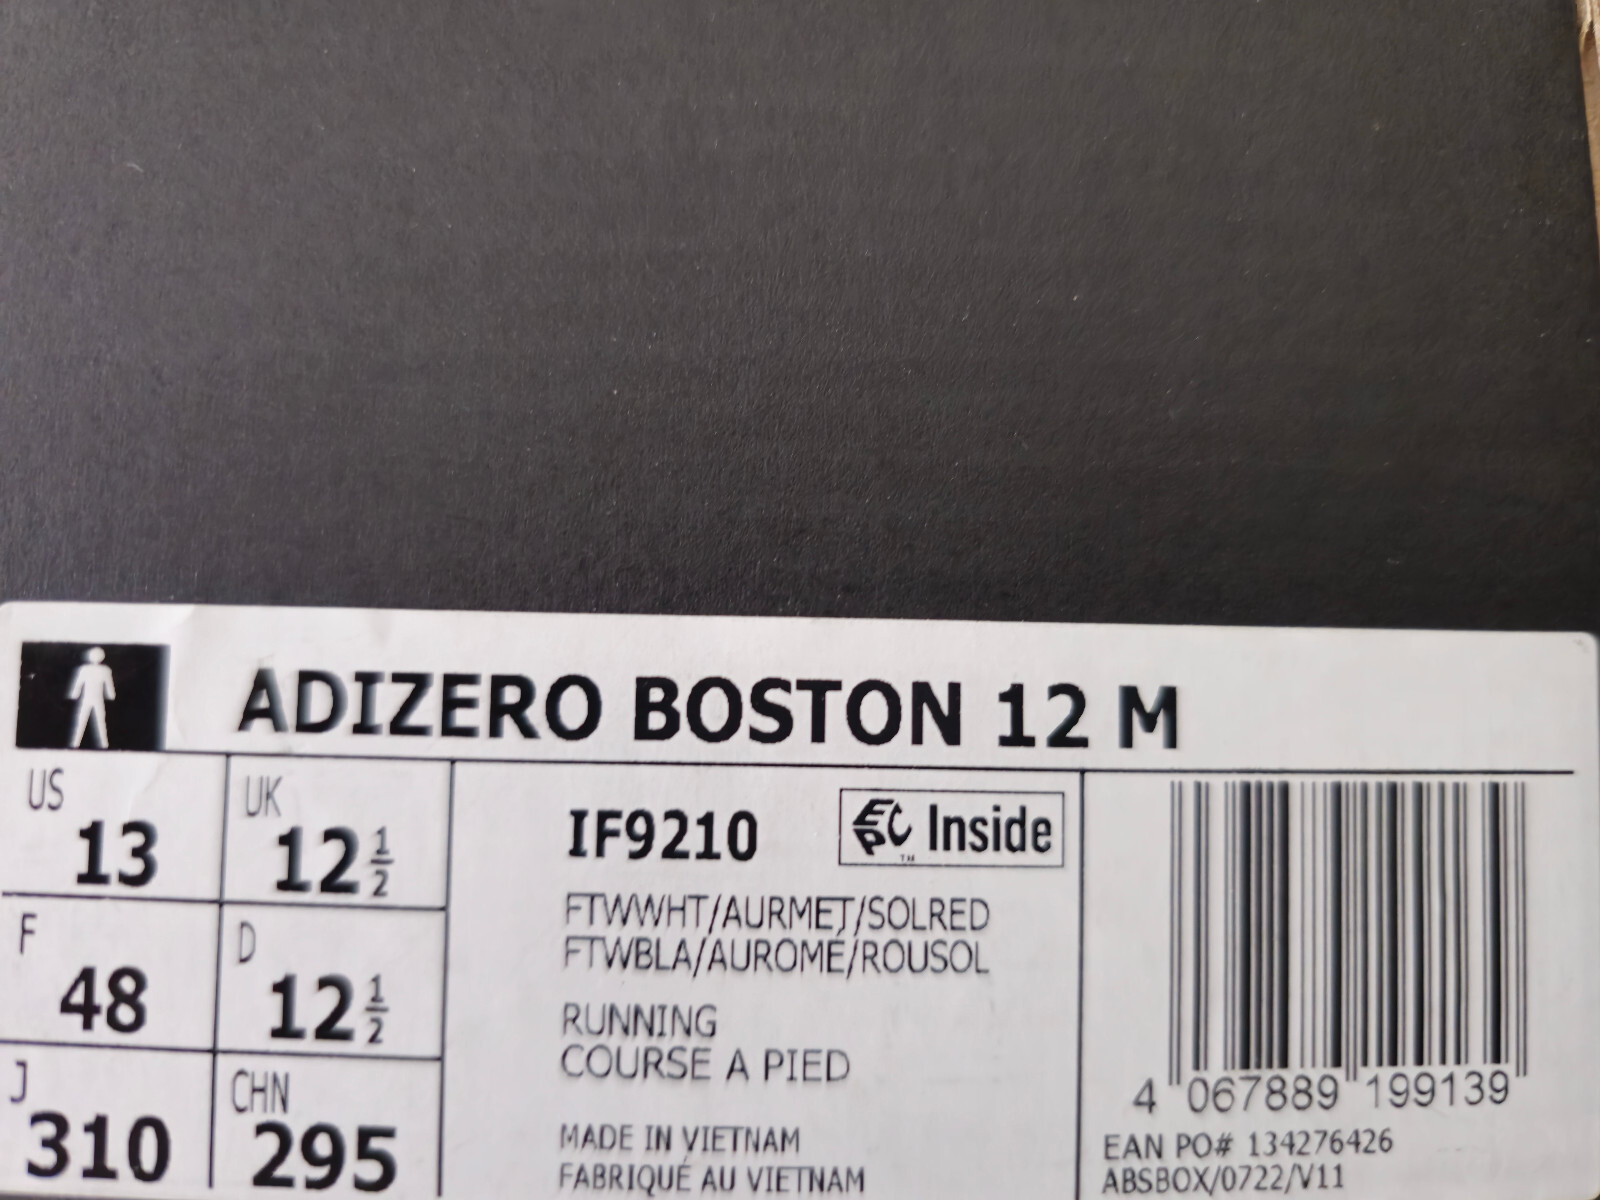 ADIZERO BOSTON 12 M
US
13
UK
12 1/2
F
48
D
12 1/2
J
310
CHN
295
IF9210
EPC™ Inside
FTWWHT/AURMET/SOLRED
FTWBLA/AUROMÉ/ROUSOL
RUNNING
COURSE A PIED
MADE IN VIETNAM
FABRIQUÉ AU VIETNAM
4 067889 199139
EAN PO# 134276426
ABSBOX/0722/V11